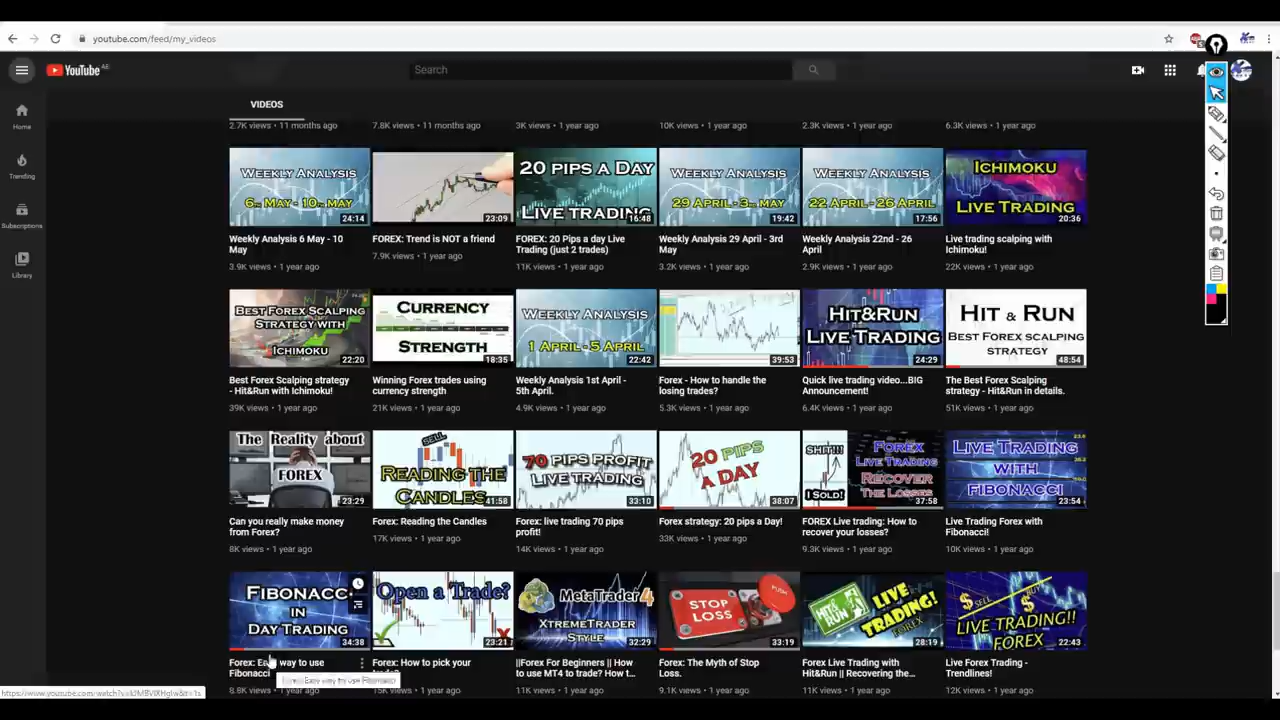 youtube.com/feed/my_videos
YouTube AE
Search
Home
Trending
Subscriptions
Library
VIDEOS
2.7K views • 11 months ago
7.8K views • 11 months ago
3K views • 1 year ago
10K views • 1 year ago
2.3K views • 1 year ago
6.3K views • 1 year ago
WEEKLY ANALYSIS
6TH MAY - 10TH MAY
24:14
23:09
20 PIPS A DAY
LIVE TRADING
16:48
WEEKLY ANALYSIS
29 APRIL - 3RD MAY
19:42
WEEKLY ANALYSIS
22 APRIL - 26 APRIL
17:56
ICHIMOKU
LIVE TRADING
20:36
Weekly Analysis 6 May - 10
May
3.9K views • 1 year ago
FOREX: Trend is NOT a friend
7.9K views • 1 year ago
FOREX: 20 Pips a day Live
Trading (just 2 trades)
11K views • 1 year ago
Weekly Analysis 29 April - 3rd
May
3.2K views • 1 year ago
Weekly Analysis 22nd - 26
April
2.9K views • 1 year ago
Live trading scalping with
Ichimoku!
22K views • 1 year ago
BEST FOREX SCALPING
STRATEGY WITH
ICHIMOKU
22:20
CURRENCY
STRENGTH
18:35
WEEKLY ANALYSIS
1 APRIL - 5 APRIL
22:42
39:53
HIT&RUN
LIVE TRADING
24:29
HIT & RUN
BEST FOREX SCALPING
STRATEGY
48:54
Best Forex Scalping strategy
- Hit&Run with Ichimoku!
39K views • 1 year ago
Winning Forex trades using
currency strength
21K views • 1 year ago
Weekly Analysis 1st April -
5th April.
4.9K views • 1 year ago
Forex - How to handle the
losing trades?
5.3K views • 1 year ago
Quick live trading video...BIG
Announcement!
6.4K views • 1 year ago
The Best Forex Scalping
strategy - Hit&Run in details.
51K views • 1 year ago
The Reality about
FOREX
23:29
SELL
READING THE
CANDLES
41:58
70 PIPS PROFIT
LIVE TRADING
33:10
20 PIPS
A DAY
38:07
SHIT!!!
I SOLD!
FOREX
LIVE TRADING
RECOVER
THE LOSSES
37:58
LIVE TRADING
WITH
FIBONACCI
23:54
Can you really make money
from Forex?
8K views • 1 year ago
Forex: Reading the Candles
17K views • 1 year ago
Forex: live trading 70 pips
profit!
14K views • 1 year ago
Forex strategy: 20 pips a Day!
33K views • 1 year ago
FOREX Live trading: How to
recover your losses?
9.3K views • 1 year ago
Live Trading Forex with
Fibonacci!
10K views • 1 year ago
FIBONACC
IN
DAY TRADING
34:38
Open a Trade?
23:21
MetaTrader4
XTREMETRADER
STYLE
32:29
STOP
LOSS
PUSH
33:19
HIT&
RUN
LIVE
TRADING!
FOREX
28:19
SELL
BUY
LIVE TRADING!!
FOREX
22:43
Forex: Easy way to use
Fibonacci
8.8K views • 1 year ago
Forex: How to pick your
15K views • 1 year ago
||Forex For Beginners || How
to use MT4 to trade? How t...
11K views • 1 year ago
Forex: The Myth of Stop
Loss.
9.1K views • 1 year ago
Forex Live Trading with
Hit&Run || Recovering the...
11K views • 1 year ago
Live Forex Trading -
Trendlines!
12K views • 1 year ago